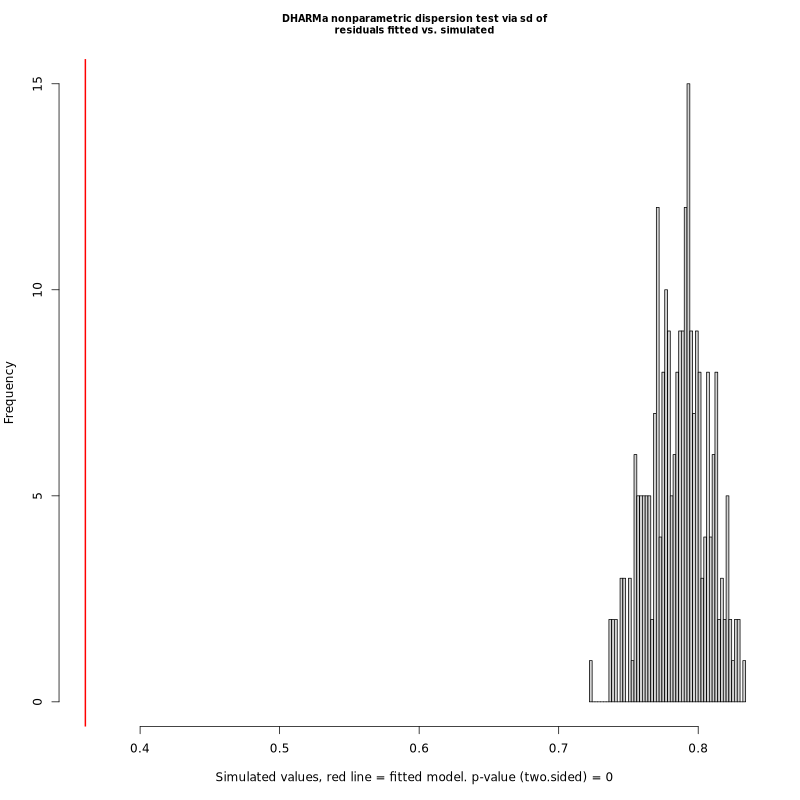 DHARMa nonparametric dispersion test via sd of
residuals fitted vs. simulated
15
10
5
0
Frequency
0.4 0.5 0.6 0.7 0.8
Simulated values, red line = fitted model. p-value (two.sided) = 0